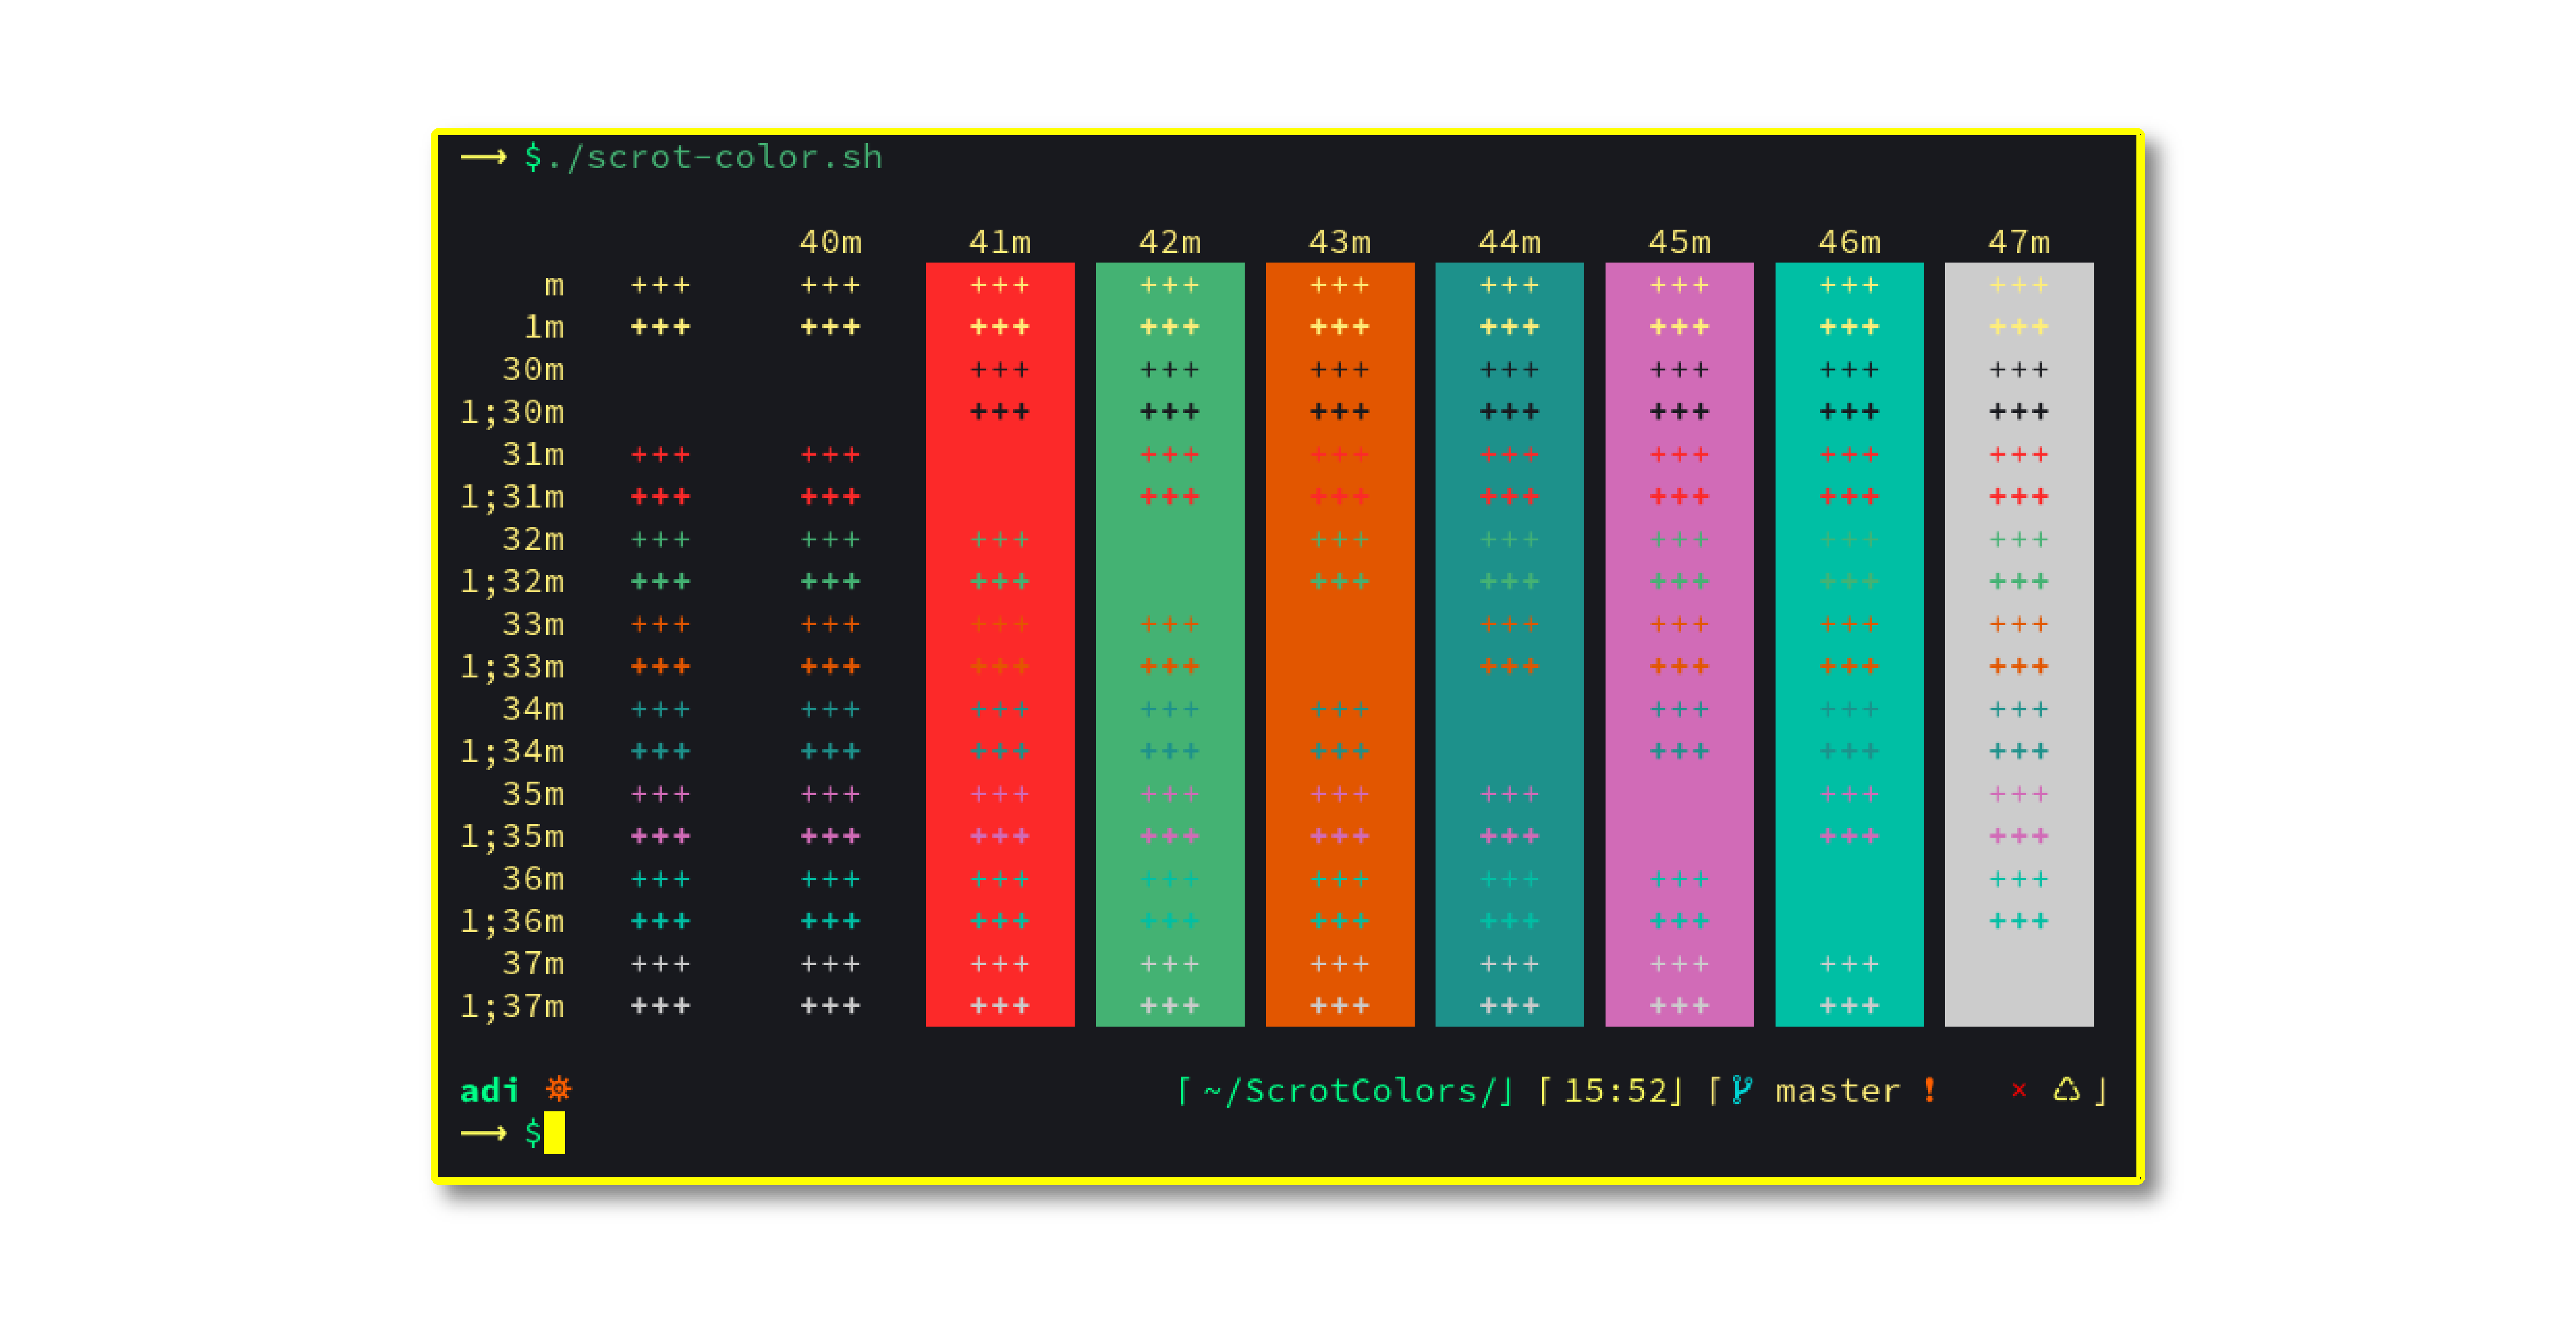 ⟶ $./scrot-color.sh
40m 41m 42m 43m 44m 45m 46m 47m
m +++ +++ +++ +++ +++ +++ +++ +++ +++
1m +++ +++ +++ +++ +++ +++ +++ +++ +++
30m +++ +++ +++ +++ +++ +++ +++
1;30m +++ +++ +++ +++ +++ +++ +++
31m +++ +++ +++ +++ +++ +++ +++ +++
1;31m +++ +++ +++ +++ +++ +++ +++ +++
32m +++ +++ +++ +++ +++ +++ +++ +++
1;32m +++ +++ +++ +++ +++ +++ +++ +++
33m +++ +++ +++ +++ +++ +++ +++ +++
1;33m +++ +++ +++ +++ +++ +++ +++ +++
34m +++ +++ +++ +++ +++ +++ +++ +++
1;34m +++ +++ +++ +++ +++ +++ +++ +++
35m +++ +++ +++ +++ +++ +++ +++ +++
1;35m +++ +++ +++ +++ +++ +++ +++ +++
36m +++ +++ +++ +++ +++ +++ +++ +++
1;36m +++ +++ +++ +++ +++ +++ +++ +++
37m +++ +++ +++ +++ +++ +++ +++ +++
1;37m +++ +++ +++ +++ +++ +++ +++ +++
adi ⎈ ⌈~/ScrotColors/⌋ ⌈15:52⌋ ⌈ master ! × ♺ ⌋
⟶ $